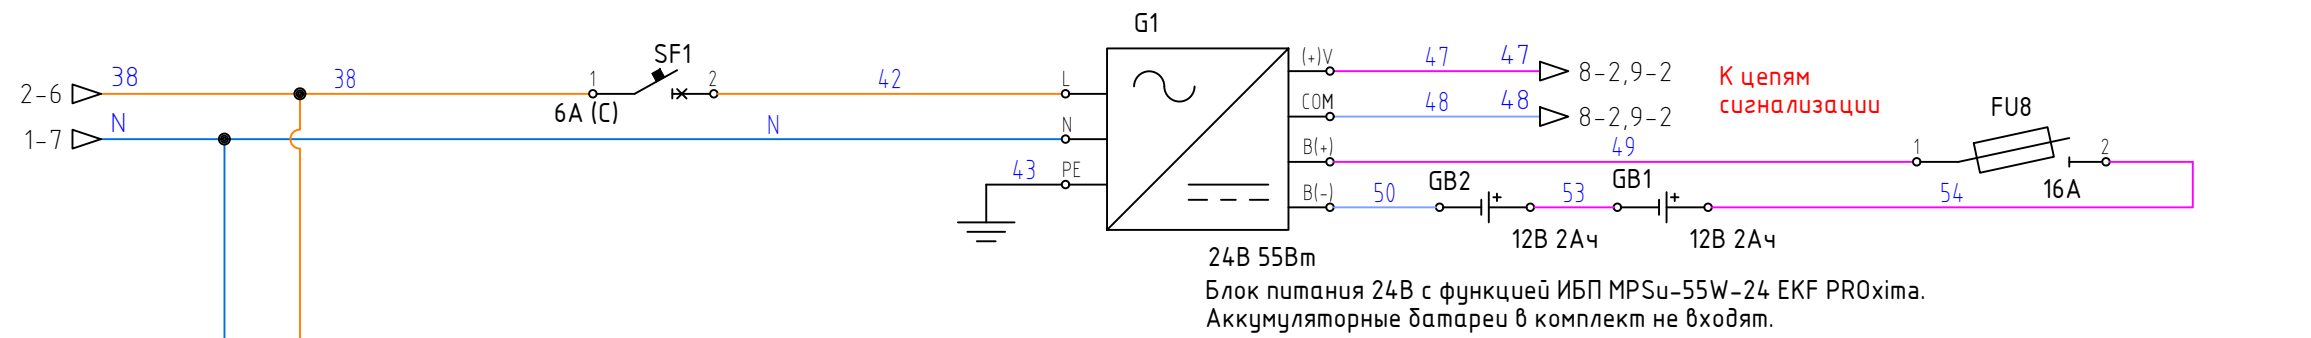 G1
SF1
2-6
38
38
1
2
42
L
(+)V
47
47
8-2,9-2
К цепям
сигнализации
6А (C)
1-7
N
N
N
COM
48
48
8-2,9-2
FU8
43
PE
B(+)
49
1
2
16А
B(-)
50
GB2
+
53
GB1
+
54
12В 2Ач
12В 2Ач
24В 55Вт
Блок питания 24В с функцией ИБП MPSu-55W-24 EKF PROxima.
Аккумуляторные батареи в комплект не входят.